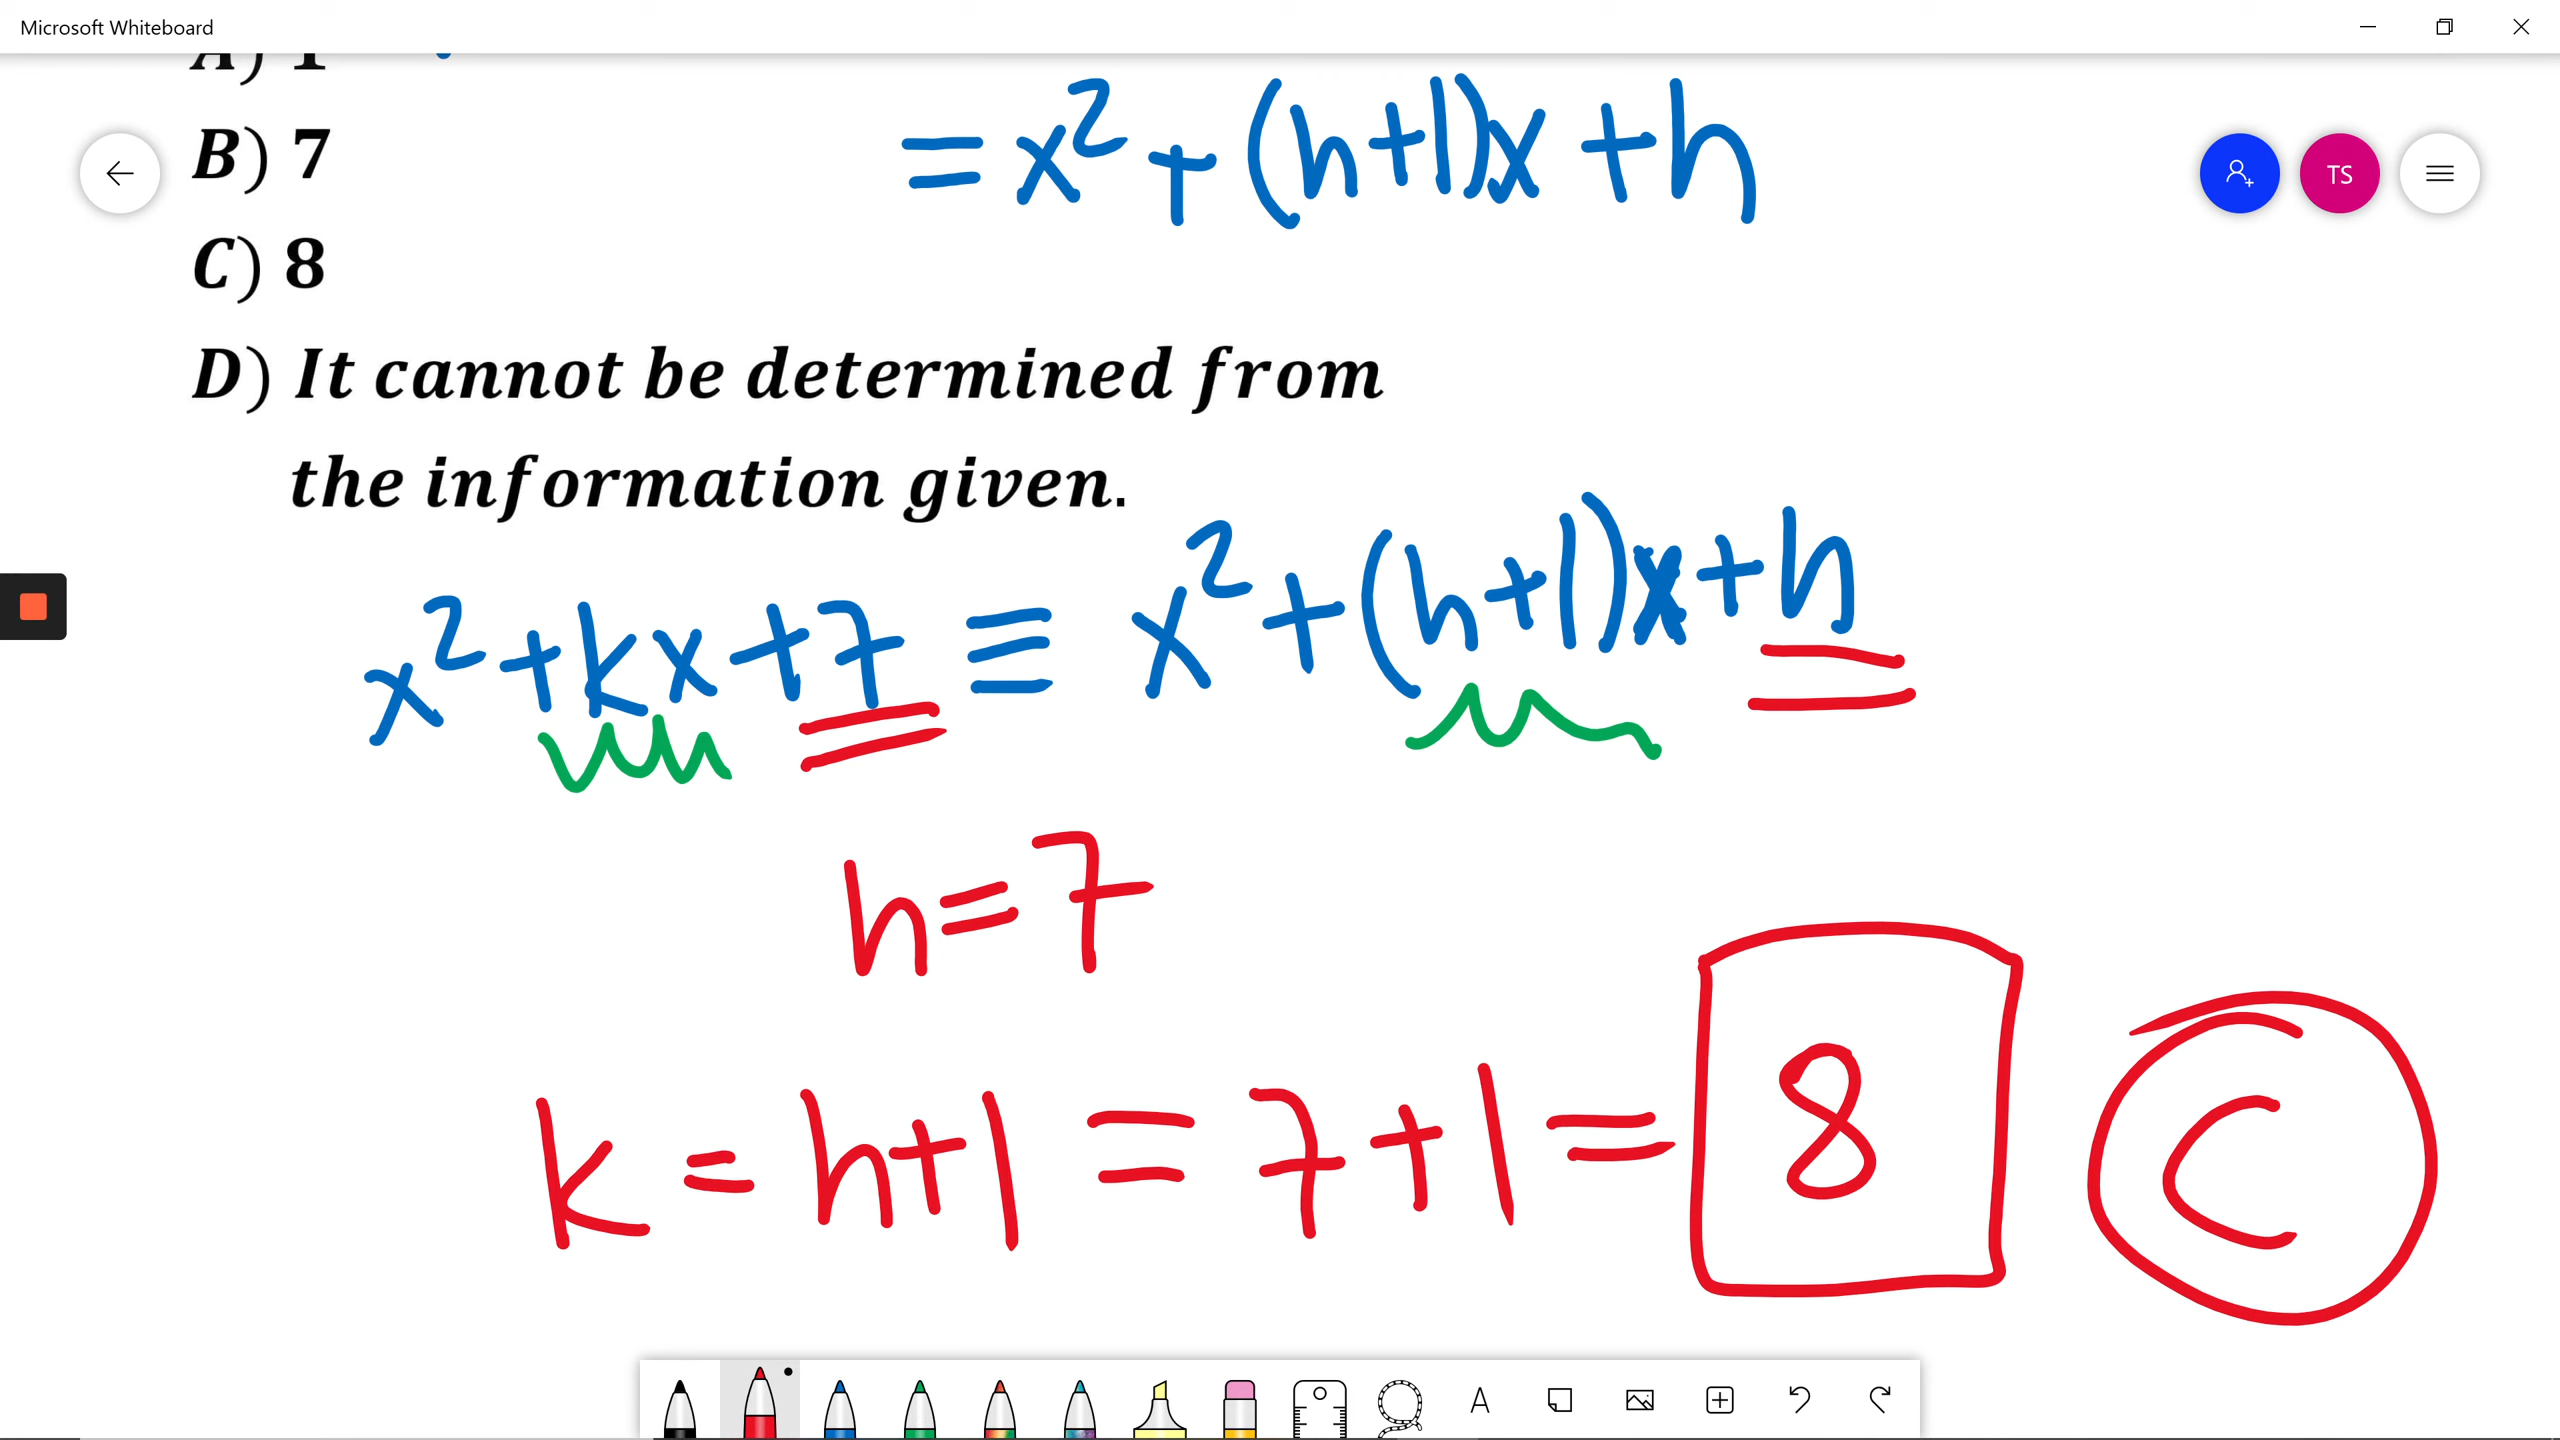 Microsoft Whiteboard
A) 1
= x² + (h+1)x + h
B) 7
TS
C) 8
D) It cannot be determined from
the information given.
x² + kx + 7 ≡ x² + (h+1)x + h
h = 7
k = h+1 = 7+1 = 8
C
A